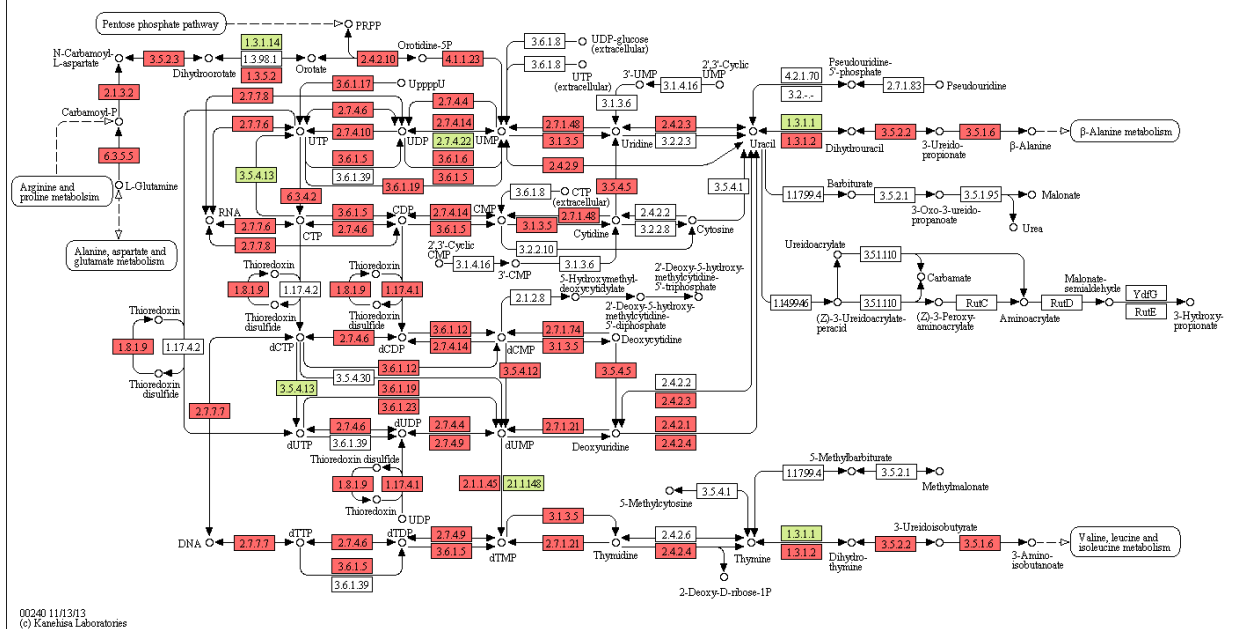 Pentose phosphate pathway
PRPP
N-Carbamoyl-
L-aspartate
3.5.2.3
Dihydroorotate
1.3.1.14
1.3.98.1
1.3.5.2
Orotate
2.4.2.10
Orotidine-5P
4.1.1.23
3.6.1.8
UDP-glucose
(extracellular)
3.6.1.8
UTP
(extracellular)
2.1.3.2
Carbamoyl-P
6.3.5.5
L-Glutamine
Arginine and
proline metabolsim
Alanine, aspartate and
glutamate metabolism
3.6.1.17
UppppU
2.7.7.8
2.7.4.6
2.7.4.4
2.7.7.6
UTP
2.7.4.10
UDP
2.7.4.14
2.7.4.22
UMP
3.6.1.5
3.6.1.39
3.6.1.6
3.6.1.5
3.6.1.19
3'-UMP
3.1.4.16
2',3'-Cyclic
UMP
3.1.3.6
2.7.1.48
3.1.3.5
Uridine
2.4.2.3
3.2.2.3
2.4.2.9
Uracil
4.2.1.70
3.2.-.-
Pseudouridine-
5'-phosphate
2.7.1.83
Pseudouridine
1.3.1.1
1.3.1.2
Dihydrouracil
3.5.2.2
3-Ureido-
propionate
3.5.1.6
β-Alanine
β-Alanine metabolism
3.5.4.13
6.3.4.2
RNA
2.7.7.6
2.7.7.8
CTP
3.6.1.5
2.7.4.6
CDP
2.7.4.14
3.6.1.5
CMP
3.6.1.8
CTP
(extracellular)
3.1.3.5
2.7.1.48
Cytidine
3.5.4.5
2.4.2.2
3.2.2.8
Cytosine
3.5.4.1
3.2.2.10
2',3'-Cyclic
CMP
3.1.4.16
3'-CMP
3.1.3.6
1.17.99.4
Barbiturate
3.5.2.1
3-Oxo-3-ureido-
propanoate
3.5.1.95
Malonate
Urea
Thioredoxin
1.8.1.9
1.17.4.2
Thioredoxin
disulfide
Thioredoxin
1.8.1.9
1.17.4.1
Thioredoxin
disulfide
2.1.2.8
5-Hydroxymethyl-
deoxycytidylate
2'-Deoxy-5-hydroxy-
methylcytidine-
5'-triphosphate
2'-Deoxy-5-hydroxy-
methylcytidine-
5'-diphosphate
Ureidoacrylate
3.5.1.110
Carbamate
1.14.99.46
(Z)-3-Ureidoacrylate-
peracid
3.5.1.110
(Z)-3-Peroxy-
aminoacrylate
RutC
Aminoacrylate
RutD
Malonate-
semialdehyde
YdfG
RutE
3-Hydroxy-
propionate
Thioredoxin
1.8.1.9
1.17.4.2
Thioredoxin
disulfide
dCTP
2.7.4.6
dCDP
3.6.1.12
2.7.4.14
dCMP
2.7.1.74
3.1.3.5
Deoxycytidine
3.6.1.12
3.5.4.30
3.6.1.19
3.6.1.23
3.5.4.13
3.5.4.12
3.5.4.5
2.4.2.2
2.4.2.3
2.4.2.1
2.4.2.4
2.7.7.7
dUTP
2.7.4.6
3.6.1.39
dUDP
2.7.4.4
2.7.4.9
dUMP
2.7.1.21
Deoxyuridine
Thioredoxin disulfide
1.8.1.9
1.17.4.1
Thioredoxin
UDP
2.1.1.45
2.1.1.148
5-Methylcytosine
3.5.4.1
1.17.99.4
5-Methylbarbiturate
3.5.2.1
Methylmalonate
DNA
2.7.7.7
dTTP
2.7.4.6
dTDP
2.7.4.9
3.6.1.5
dTMP
3.1.3.5
2.7.1.21
Thymidine
2.4.2.6
2.4.2.4
Thymine
1.3.1.1
1.3.1.2
Dihydro-
thymine
3.5.2.2
3-Ureidoisobutyrate
3.5.1.6
3-Amino-
isobutanoate
Valine, leucine and
isoleucine metabolism
3.6.1.5
3.6.1.39
2-Deoxy-D-ribose-1P
00240 11/13/13
(c) Kanehisa Laboratories